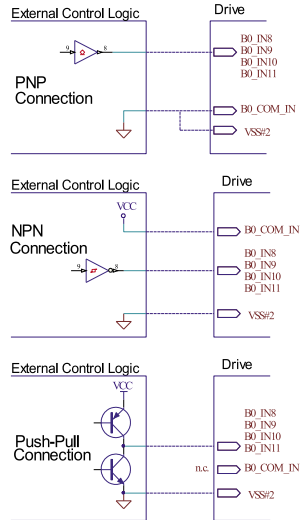 External Control Logic
Drive
9
8
B0_IN8
B0_IN9
B0_IN10
B0_IN11
PNP
Connection
B0_COM_IN
VSS#2
External Control Logic
Drive
VCC
NPN
Connection
B0_COM_IN
9
8
B0_IN8
B0_IN9
B0_IN10
B0_IN11
VSS#2
External Control Logic
Drive
VCC
Push-Pull
Connection
B0_IN8
B0_IN9
B0_IN10
B0_IN11
n.c.
B0_COM_IN
VSS#2